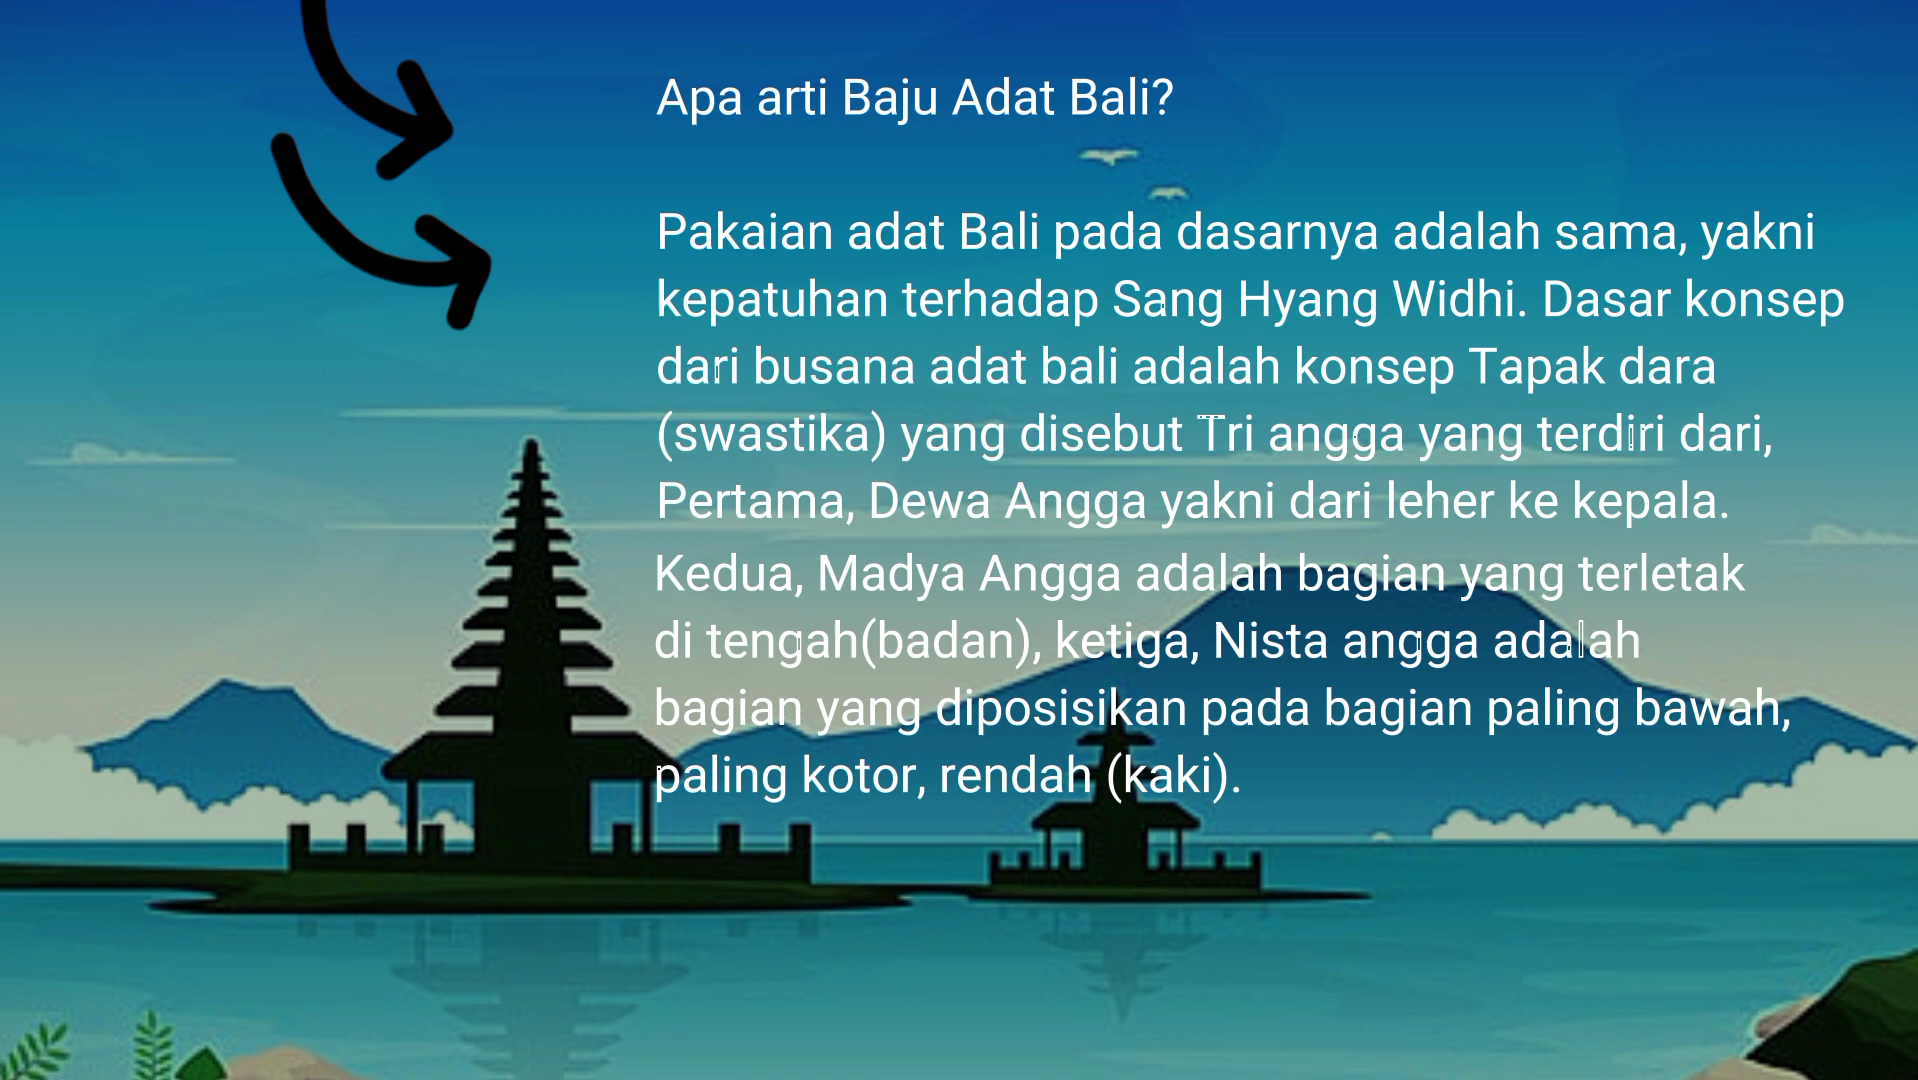 Apa arti Baju Adat Bali?
Pakaian adat Bali pada dasarnya adalah sama, yakni
kepatuhan terhadap Sang Hyang Widhi. Dasar konsep
dari busana adat bali adalah konsep Tapak dara
(swastika) yang disebut Tri angga yang terdiri dari,
Pertama, Dewa Angga yakni dari leher ke kepala.
Kedua, Madya Angga adalah bagian yang terletak
di tengah(badan), ketiga, Nista angga adalah
bagian yang diposisikan pada bagian paling bawah,
paling kotor, rendah (kaki).